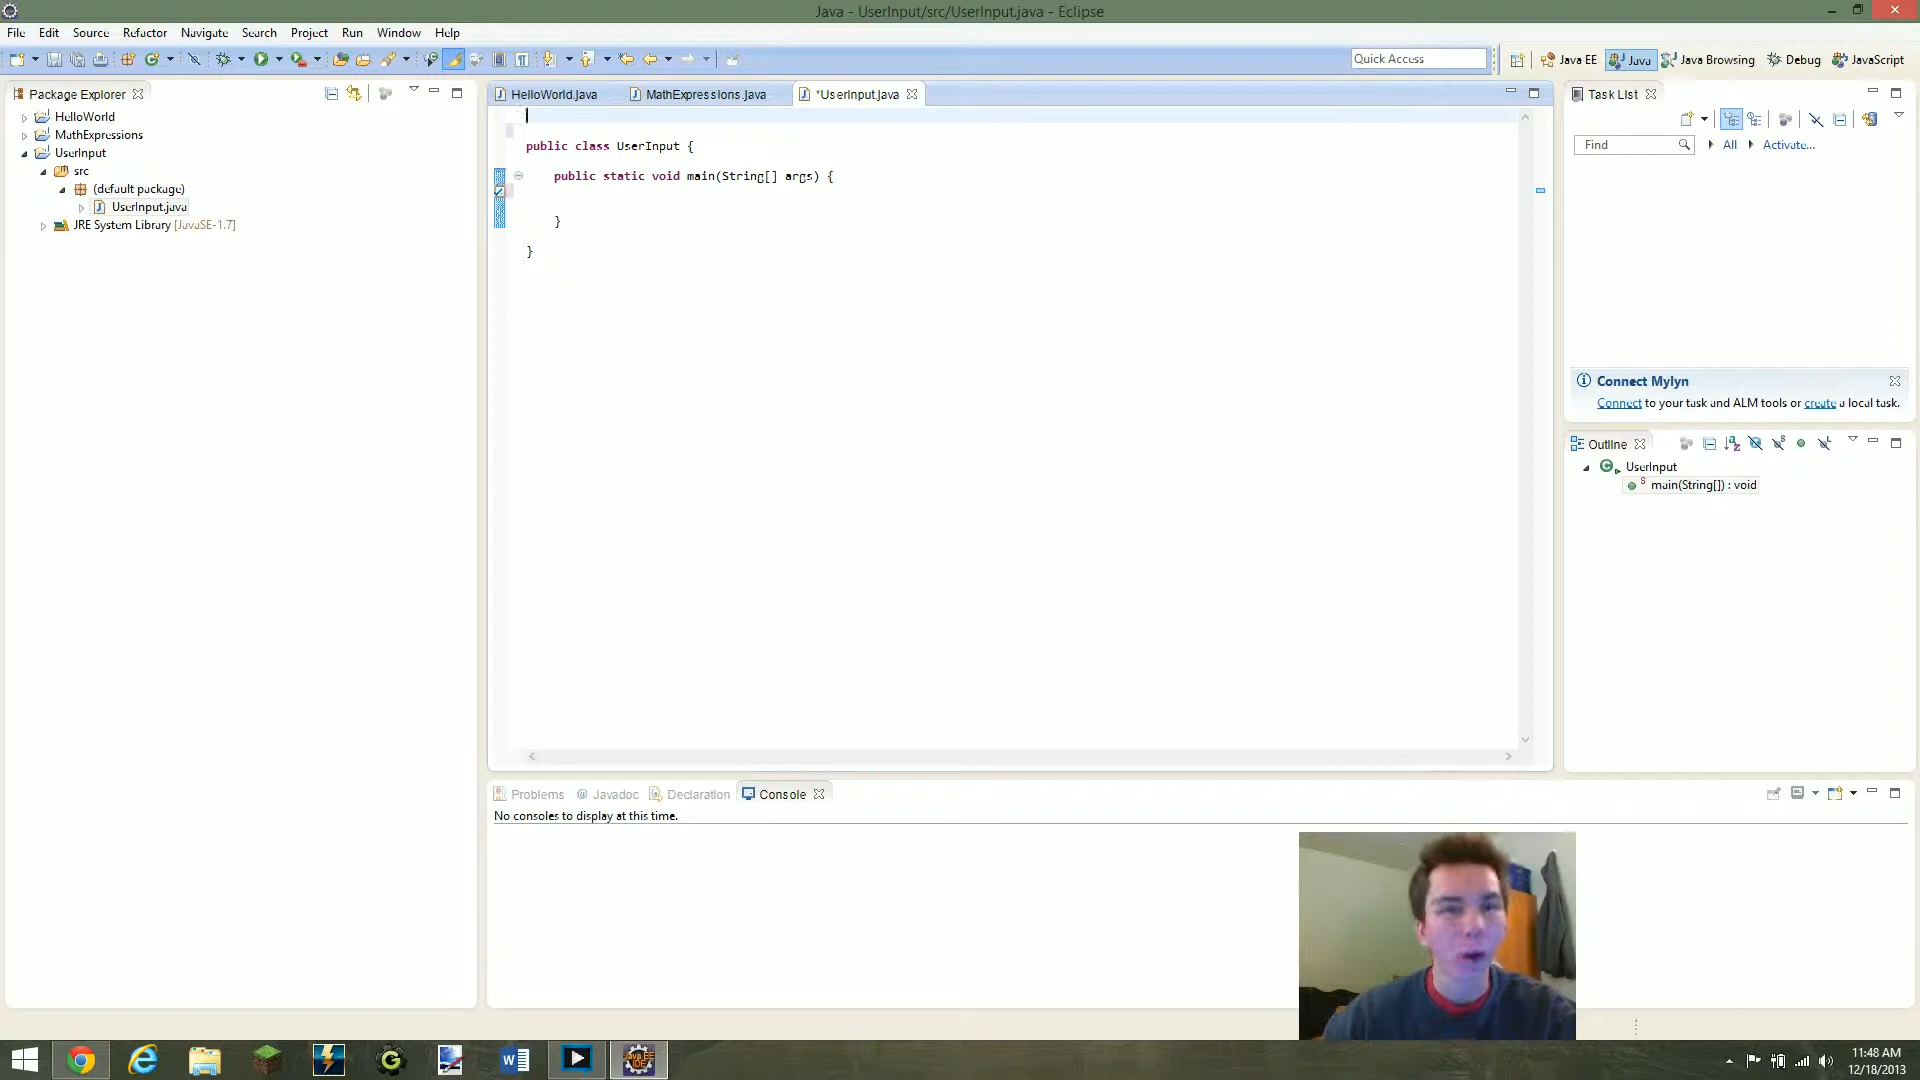 Java - UserInput/src/UserInput.java - Eclipse
File Edit Source Refactor Navigate Search Project Run Window Help
Quick Access
Java EE
Java
Java Browsing
Debug
JavaScript
Package Explorer
HelloWorld
MathExpressions
UserInput
src
(default package)
UserInput.java
JRE System Library [JavaSE-1.7]
HelloWorld.java
MathExpressions.java
*UserInput.java
public class UserInput {
public static void main(String[] args) {
}
}
Task List
Find
All
Activate...
Connect Mylyn
Connect to your task and ALM tools or create a local task.
Outline
UserInput
main(String[]) : void
Problems
@ Javadoc
Declaration
Console
No consoles to display at this time.
Java EE
IDE
11:48 AM
12/18/2013